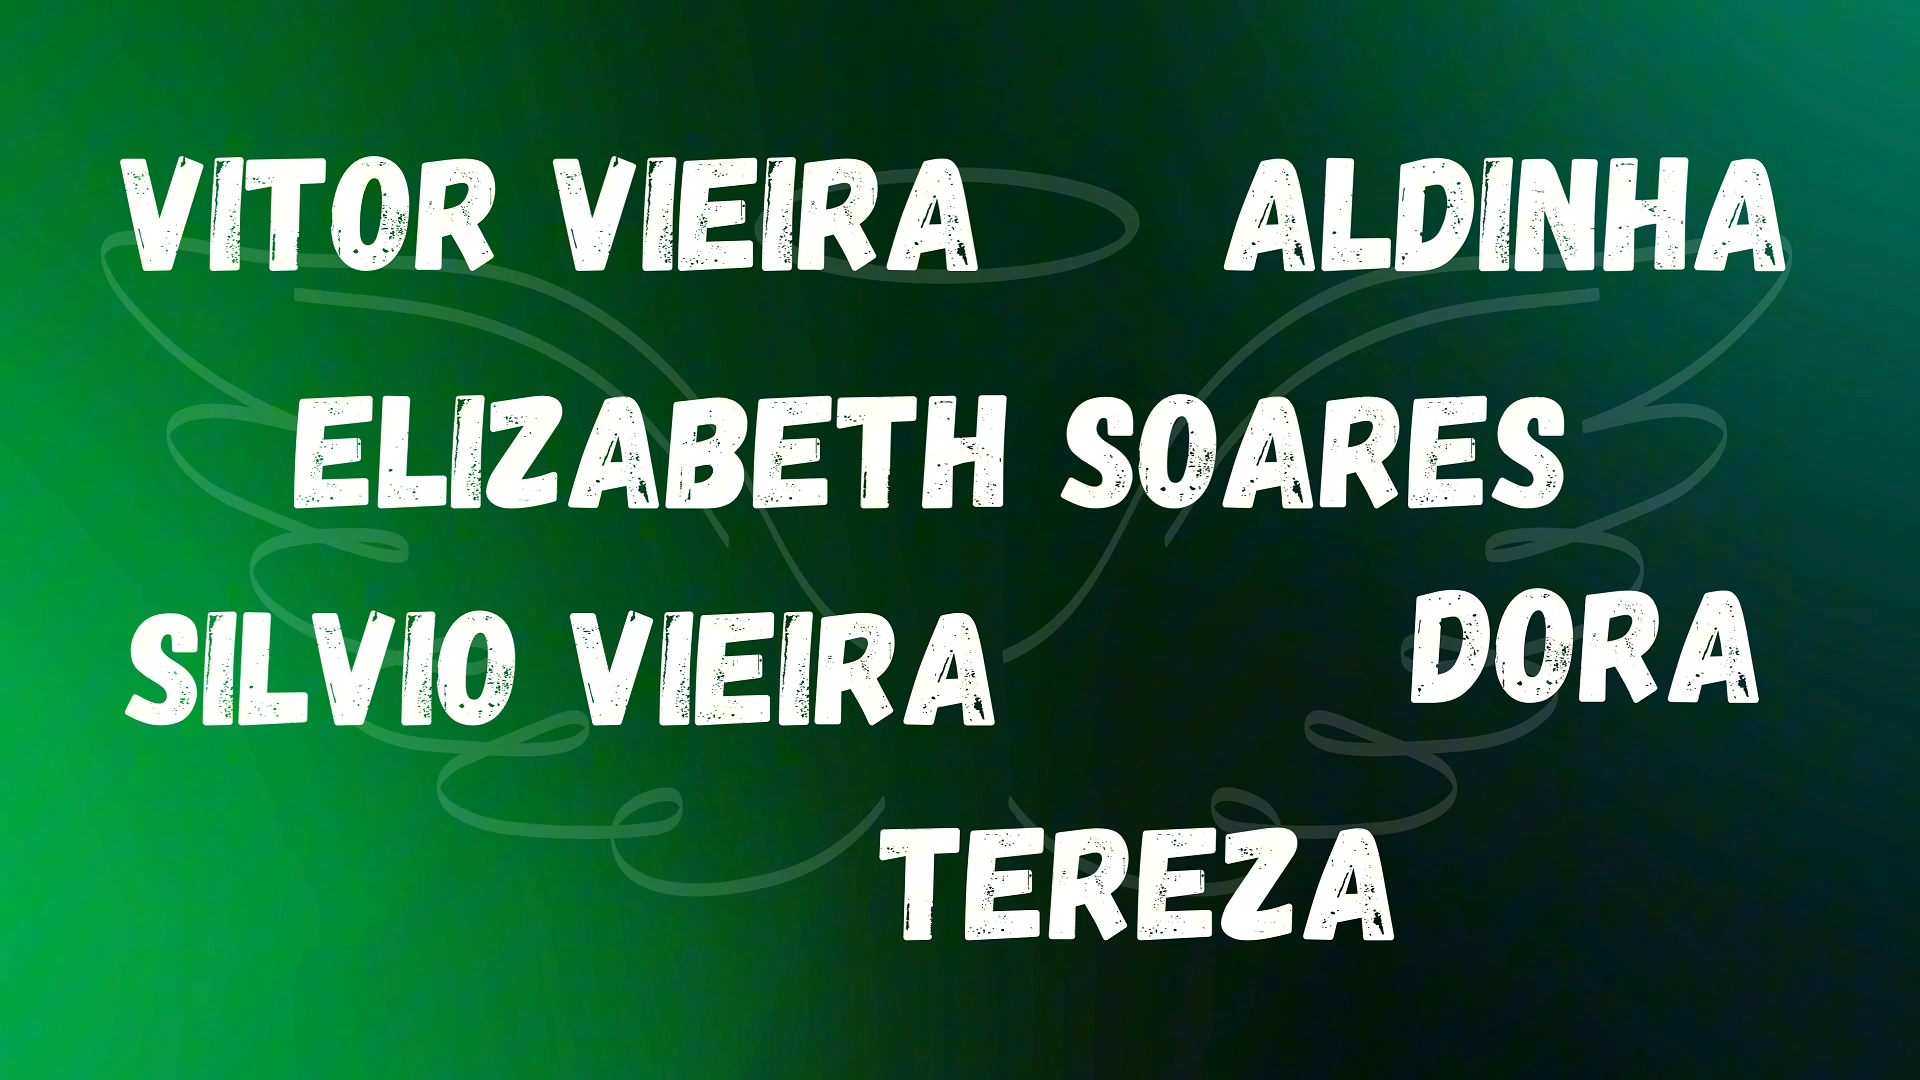 VITOR VIEIRA
ALDINHA
ELIZABETH SOARES
SILVIO VIEIRA
DORA
TEREZA